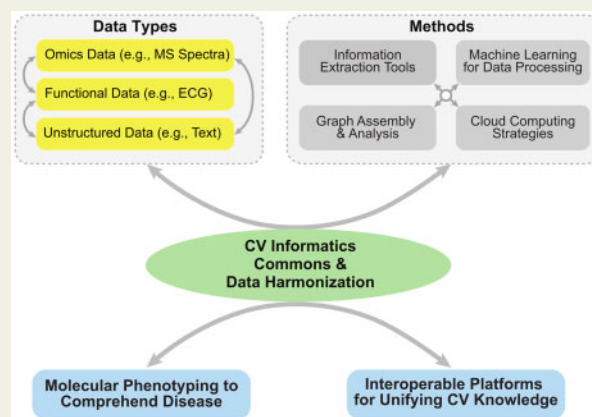 Data Types
Omics Data (e.g., MS Spectra)
Functional Data (e.g., ECG)
Unstructured Data (e.g., Text)
Methods
Information
Extraction Tools
Machine Learning
for Data Processing
Graph Assembly
& Analysis
Cloud Computing
Strategies
CV Informatics
Commons &
Data Harmonization
Molecular Phenotyping to
Comprehend Disease
Interoperable Platforms
for Unifying CV Knowledge